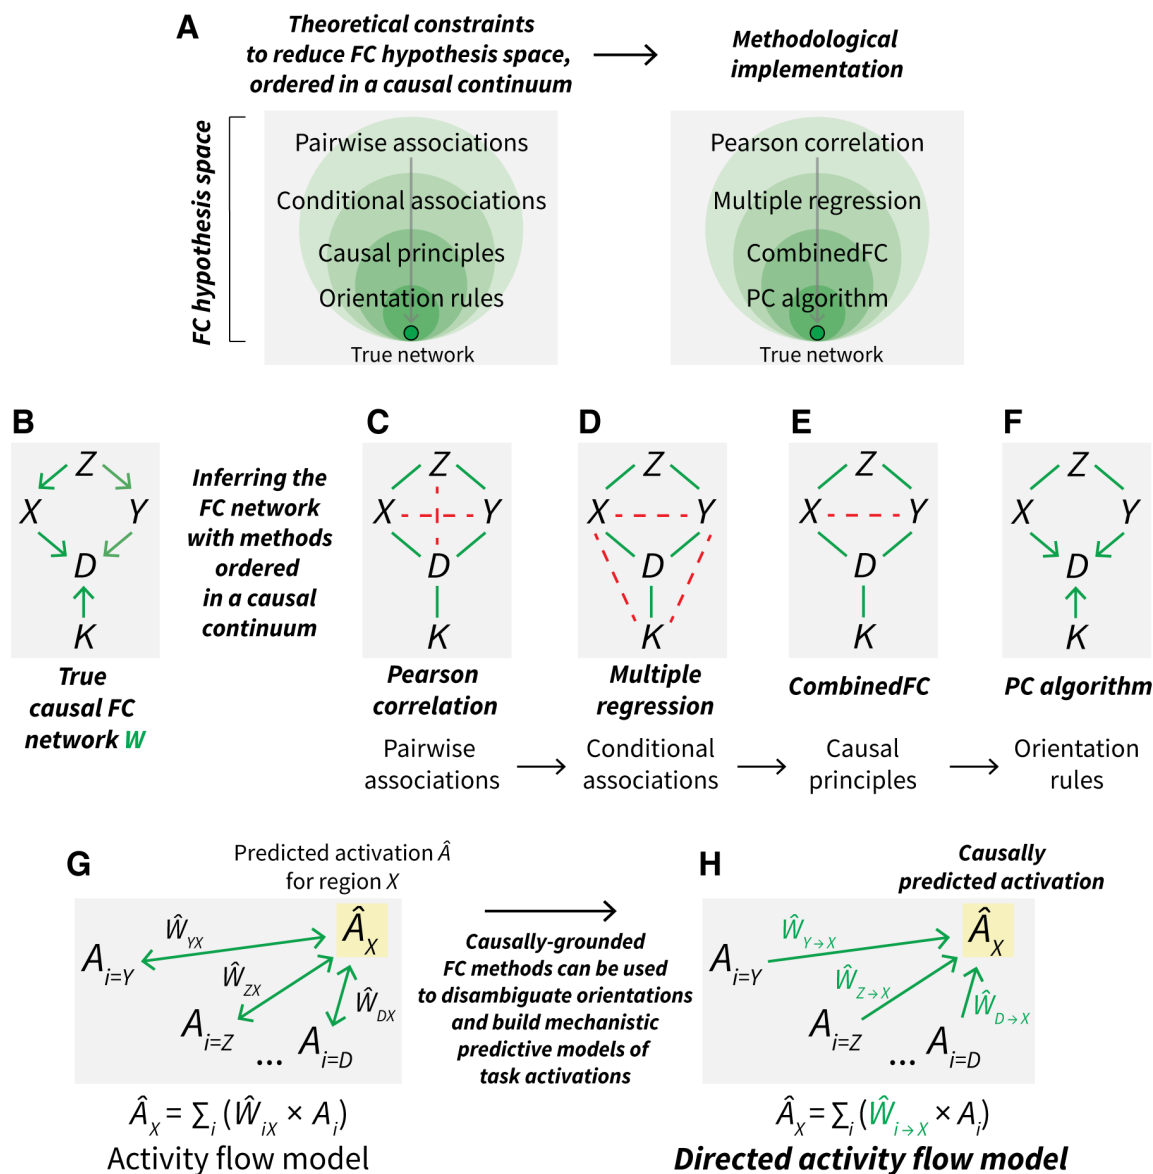 A
Theoretical constraints
to reduce FC hypothesis space,
ordered in a causal continuum
Methodological
implementation
FC hypothesis space
Pairwise associations
Conditional associations
Causal principles
Orientation rules
True network
Pearson correlation
Multiple regression
CombinedFC
PC algorithm
True network
B
Z
X
Y
D
K
True
causal FC
network W
Inferring the
FC network
with methods
ordered
in a causal
continuum
C
Z
X
Y
D
K
Pearson
correlation
Pairwise
associations
D
Z
X
Y
D
K
Multiple
regression
Conditional
associations
E
Z
X
Y
D
K
CombinedFC
Causal
principles
F
Z
X
Y
D
K
PC algorithm
Orientation
rules
G
Predicted activation Â
for region X
Â_X
Ŵ_YX
A_i=Y
Ŵ_ZX
Ŵ_DX
A_i=Z
... A_i=D
Â_X = ∑_i (Ŵ_iX × A_i)
Activity flow model
Causally-grounded
FC methods can be used
to disambiguate orientations
and build mechanistic
predictive models of
task activations
H
Causally
predicted activation
Â_X
Ŵ_Y→X
A_i=Y
Ŵ_Z→X
Ŵ_D→X
A_i=Z
... A_i=D
Â_X = ∑_i (Ŵ_i→X × A_i)
Directed activity flow model